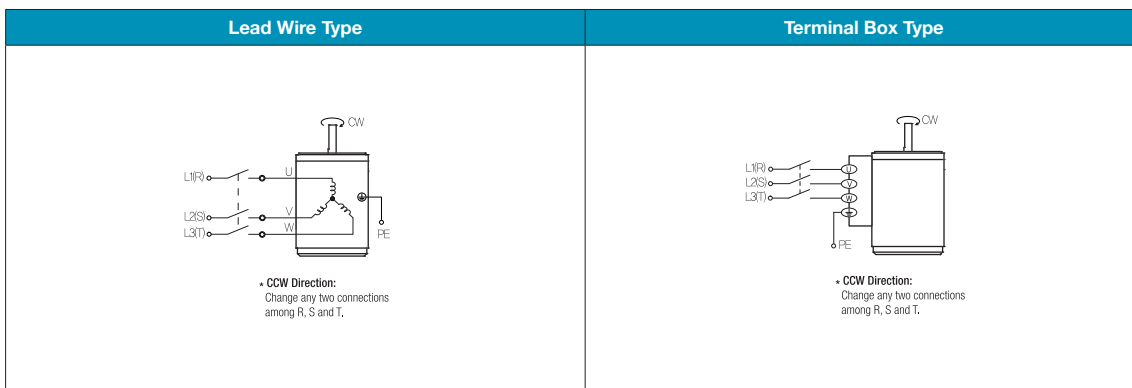 Lead Wire Type
CW
L1(R)
U
L2(S)
V
L3(T)
W
PE
* CCW Direction:
Change any two connections
among R, S and T.
Terminal Box Type
CW
L1(R)
U
L2(S)
V
L3(T)
W
PE
* CCW Direction:
Change any two connections
among R, S and T.